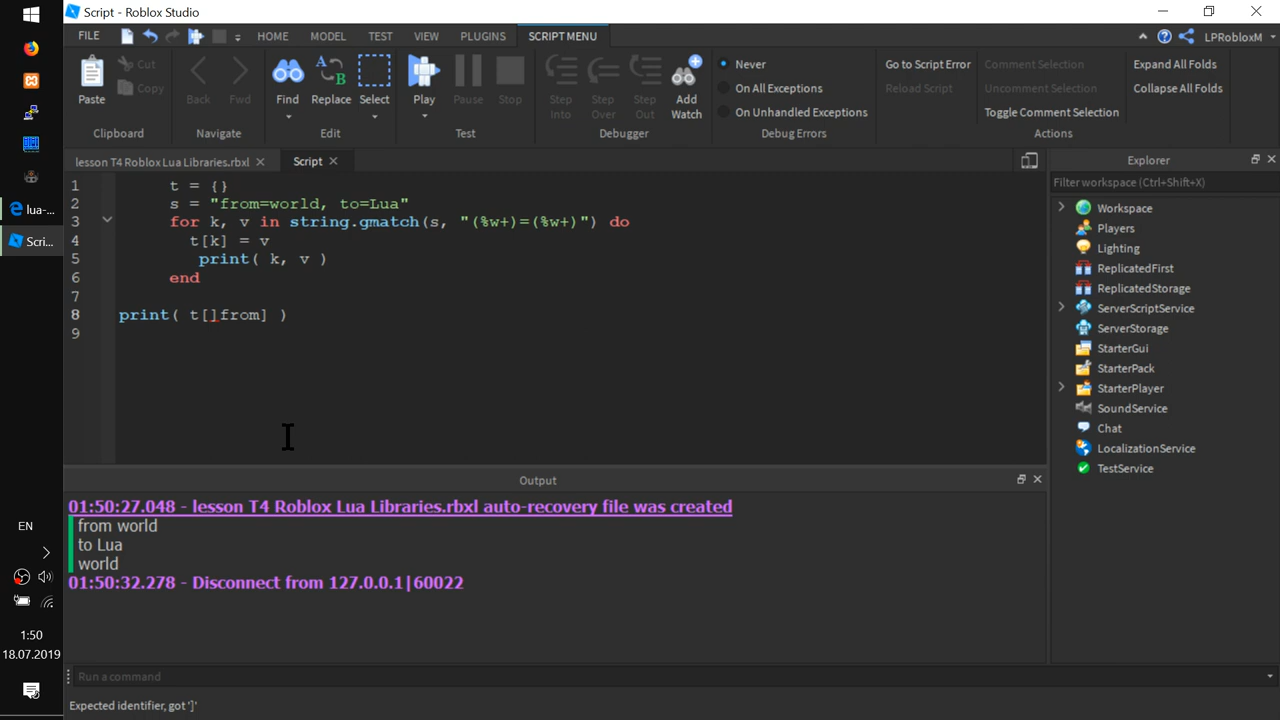 Script - Roblox Studio
FILE HOME MODEL TEST VIEW PLUGINS SCRIPT MENU LPRobloxM
Paste Cut Copy
Clipboard
Back Fwd
Navigate
Find Replace Select
Edit
Play Pause Stop
Test
Step Into Step Over Step Out Add Watch
Debugger
Never
On All Exceptions
On Unhandled Exceptions
Debug Errors
Go to Script Error
Reload Script
Comment Selection
Uncomment Selection
Toggle Comment Selection
Expand All Folds
Collapse All Folds
Actions
lesson T4 Roblox Lua Libraries.rbxl Script
1 t = {}
2 s = "from=world, to=Lua"
3 for k, v in string.gmatch(s, "(%w+)=(%w+)") do
4 t[k] = v
5 print( k, v )
6 end
7
8 print( t[]from] )
9
Explorer
Filter workspace (Ctrl+Shift+X)
Workspace
Players
Lighting
ReplicatedFirst
ReplicatedStorage
ServerScriptService
ServerStorage
StarterGui
StarterPack
StarterPlayer
SoundService
Chat
LocalizationService
TestService
Output
01:50:27.048 - lesson T4 Roblox Lua Libraries.rbxl auto-recovery file was created
from world
to Lua
world
01:50:32.278 - Disconnect from 127.0.0.1|60022
Run a command
Expected identifier, got ']'
lua-...
Scri...
EN
1:50
18.07.2019